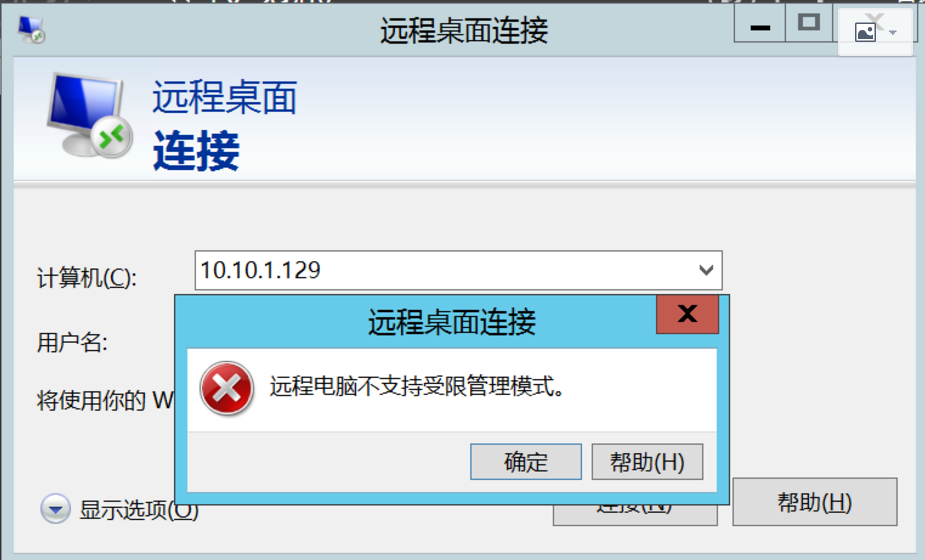 远程桌面连接
远程桌面
连接
计算机(C):
10.10.1.129
用户名:
将使用你的 W
远程桌面连接
远程电脑不支持受限管理模式。
确定
帮助(H)
显示选项(O)
连接(N)
帮助(H)